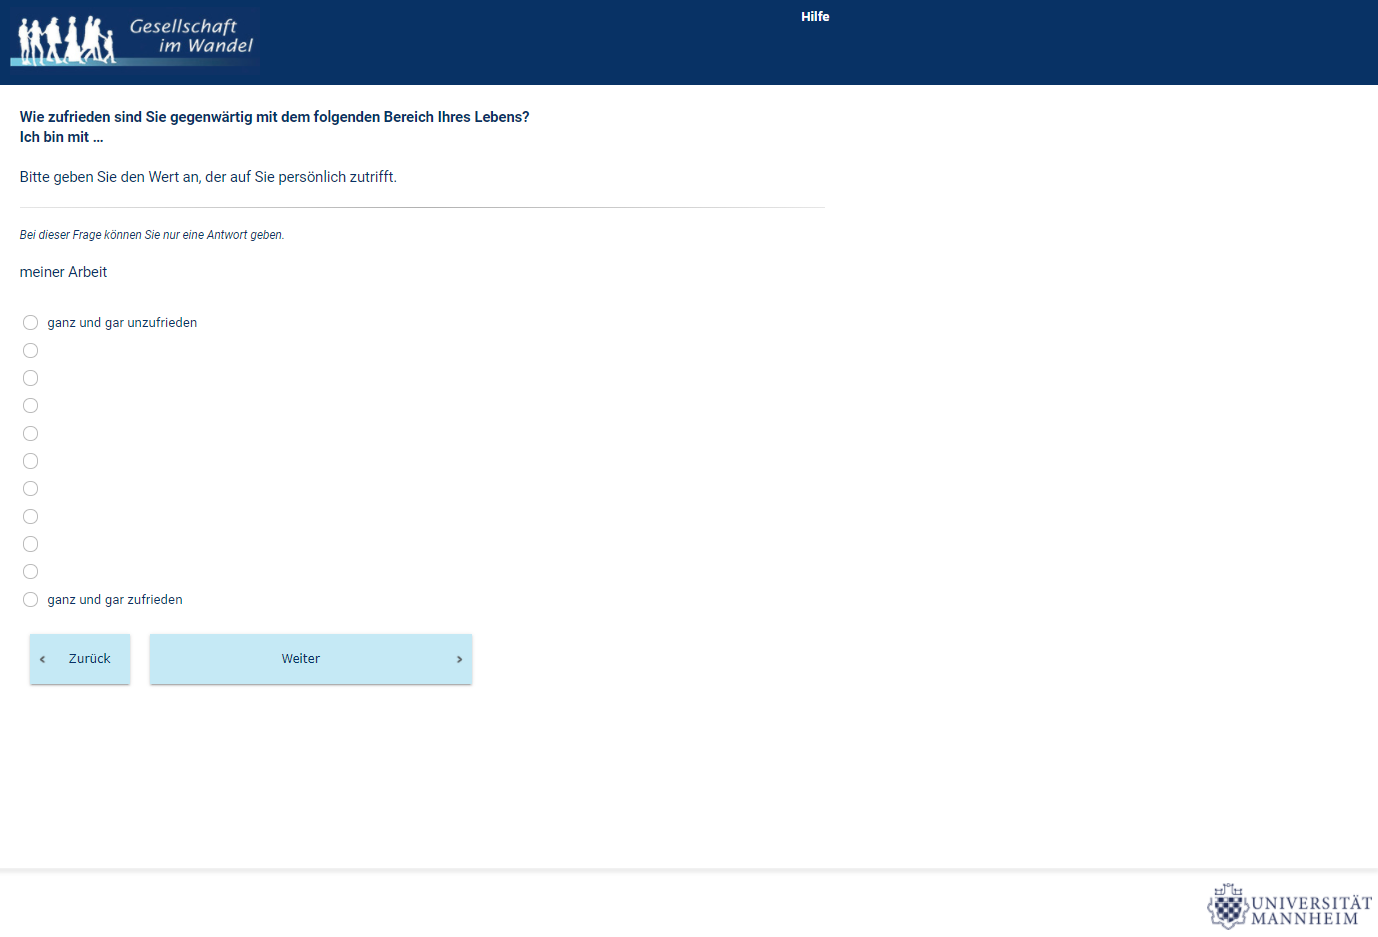 Gesellschaft
im Wandel
Hilfe
Wie zufrieden sind Sie gegenwärtig mit dem folgenden Bereich Ihres Lebens?
Ich bin mit ...
Bitte geben Sie den Wert an, der auf Sie persönlich zutrifft.
Bei dieser Frage können Sie nur eine Antwort geben.
meiner Arbeit
ganz und gar unzufrieden
ganz und gar zufrieden
‹ Zurück
Weiter ›
UNIVERSITÄT
MANNHEIM